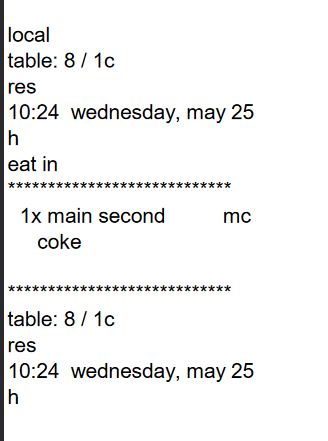 local
table: 8 / 1c
res
10:24 wednesday, may 25
h
eat in
****************************
1x main second mc
coke
****************************
table: 8 / 1c
res
10:24 wednesday, may 25
h